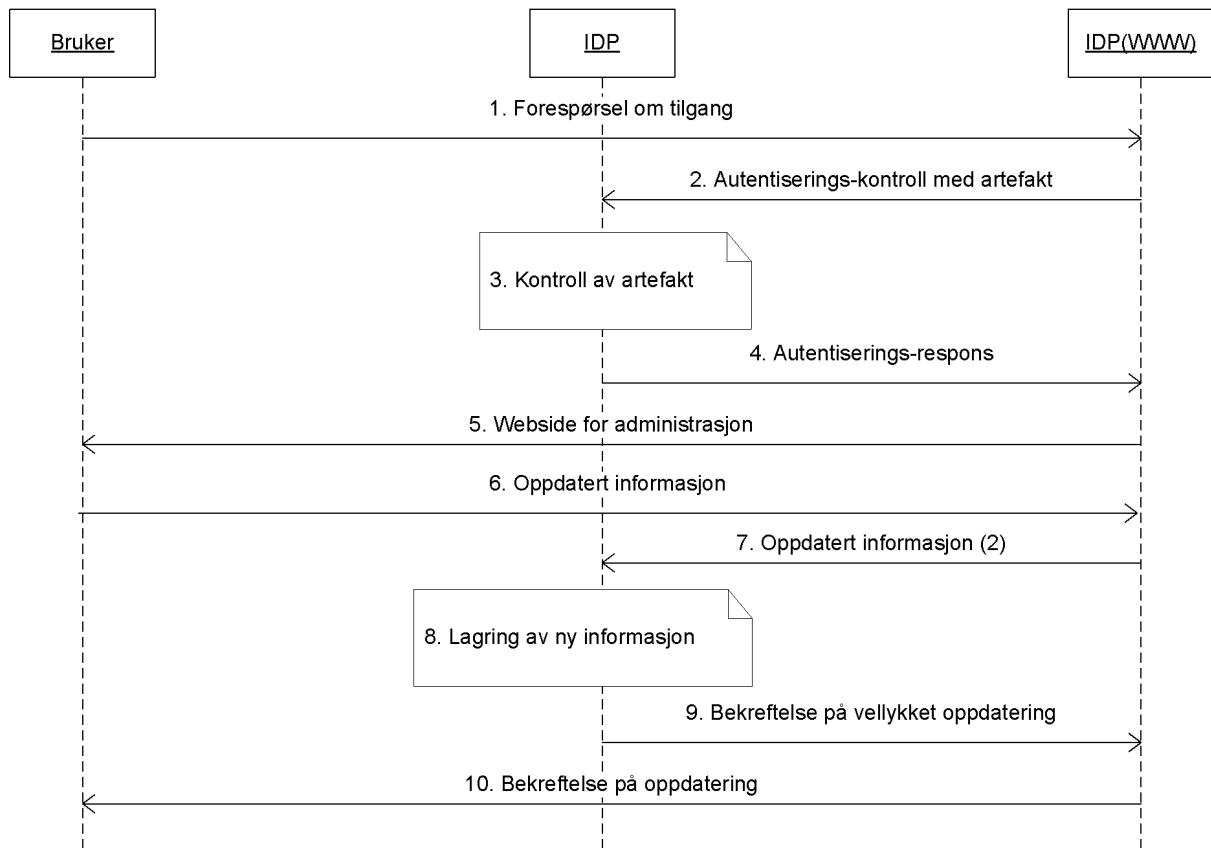 Bruker
IDP
IDP(WWW)
1. Forespørsel om tilgang
2. Autentiserings-kontroll med artefakt
3. Kontroll av artefakt
4. Autentiserings-respons
5. Webside for administrasjon
6. Oppdatert informasjon
7. Oppdatert informasjon (2)
8. Lagring av ny informasjon
9. Bekreftelse på vellykket oppdatering
10. Bekreftelse på oppdatering